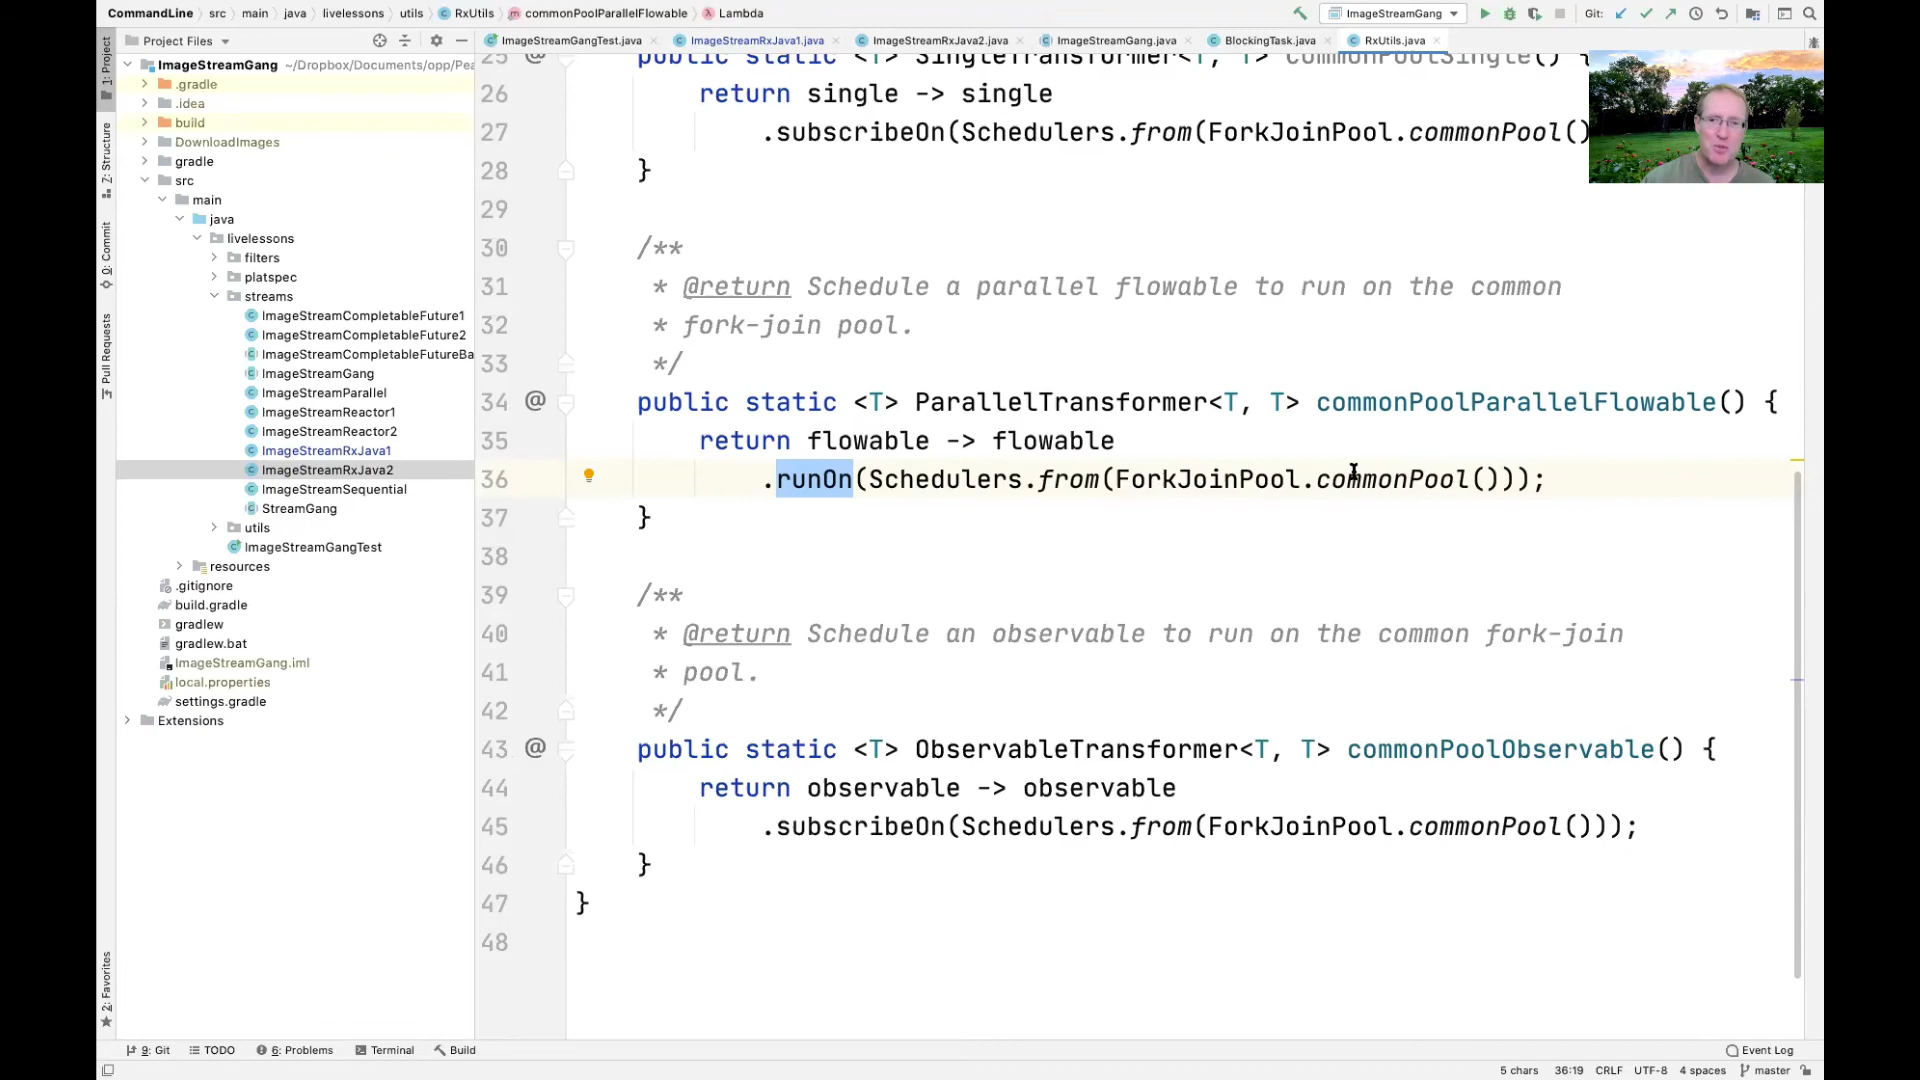 CommandLine src main java livelessons utils RxUtils commonPoolParallelFlowable Lambda
ImageStreamGang
Git:
Project Files
ImageStreamGangTest.java ImageStreamRxJava1.java ImageStreamRxJava2.java ImageStreamGang.java BlockingTask.java RxUtils.java
1: Project
Z: Structure
0: Commit
Pull Requests
2: Favorites
ImageStreamGang ~/Dropbox/Documents/opp/Pea
.gradle
.idea
build
DownloadImages
gradle
src
main
java
livelessons
filters
platspec
streams
ImageStreamCompletableFuture1
ImageStreamCompletableFuture2
ImageStreamCompletableFutureBa
ImageStreamGang
ImageStreamParallel
ImageStreamReactor1
ImageStreamReactor2
ImageStreamRxJava1
ImageStreamRxJava2
ImageStreamSequential
StreamGang
utils
ImageStreamGangTest
resources
.gitignore
build.gradle
gradlew
gradlew.bat
ImageStreamGang.iml
local.properties
settings.gradle
Extensions
25 @ public static <T> SingleTransformer<T, T> commonPoolSingle() {
26 return single -> single
27 .subscribeOn(Schedulers.from(ForkJoinPool.commonPool()
28 }
29
30 /**
31 * @return Schedule a parallel flowable to run on the common
32 * fork-join pool.
33 */
34 @ public static <T> ParallelTransformer<T, T> commonPoolParallelFlowable() {
35 return flowable -> flowable
36 .runOn(Schedulers.from(ForkJoinPool.commonPool()));
37 }
38
39 /**
40 * @return Schedule an observable to run on the common fork-join
41 * pool.
42 */
43 @ public static <T> ObservableTransformer<T, T> commonPoolObservable() {
44 return observable -> observable
45 .subscribeOn(Schedulers.from(ForkJoinPool.commonPool()));
46 }
47 }
48
9: Git TODO 6: Problems Terminal Build Event Log
5 chars 36:19 CRLF UTF-8 4 spaces master